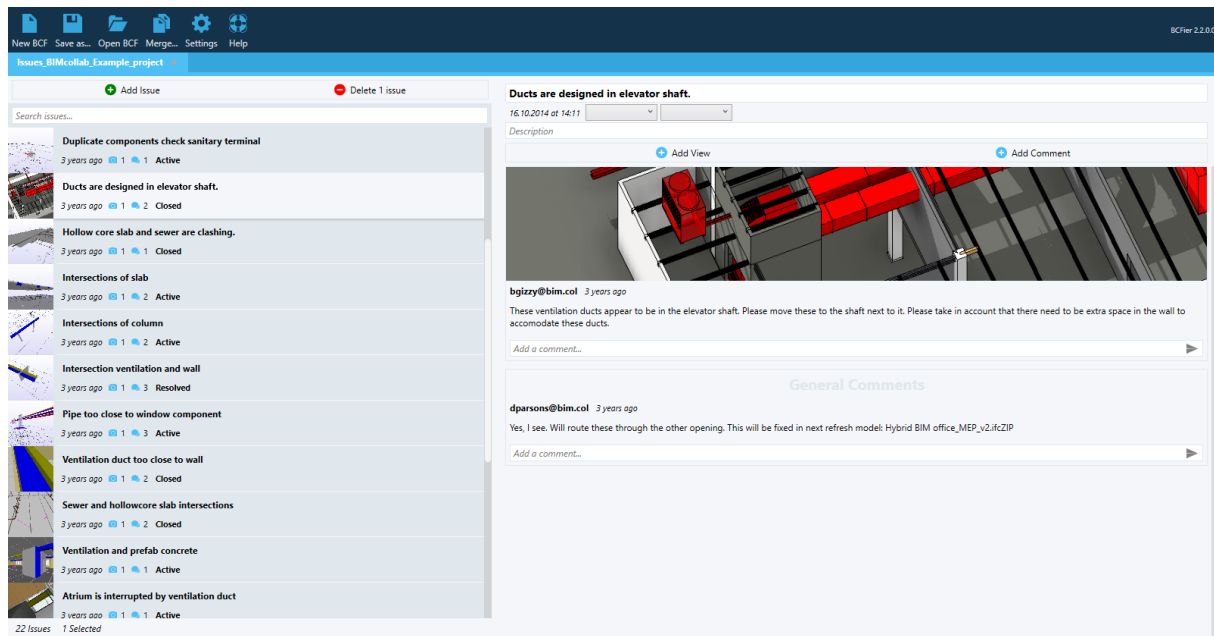 New BCF Save as... Open BCF Merge... Settings Help
BCFier 2.2.0.0
Issues_BIMcollab_Example_project
Add Issue
Delete 1 issue
Search issues...
Duplicate components check sanitary terminal
3 years ago 1 1 Active
Ducts are designed in elevator shaft.
3 years ago 1 2 Closed
Hollow core slab and sewer are clashing.
3 years ago 1 1 Closed
Intersections of slab
3 years ago 1 2 Active
Intersections of column
3 years ago 1 2 Active
Intersection ventilation and wall
3 years ago 1 3 Resolved
Pipe too close to window component
3 years ago 1 3 Active
Ventilation duct too close to wall
3 years ago 1 2 Closed
Sewer and hollowcore slab intersections
3 years ago 1 2 Closed
Ventilation and prefab concrete
3 years ago 1 1 Active
Atrium is interrupted by ventilation duct
3 years ago 1 1 Active
22 Issues 1 Selected
Ducts are designed in elevator shaft.
16.10.2014 at 14:11
Description
Add View
Add Comment
bgizzy@bim.col 3 years ago
These ventilation ducts appear to be in the elevator shaft. Please move these to the shaft next to it. Please take in account that there need to be extra space in the wall to
accomodate these ducts.
Add a comment...
General Comments
dparsons@bim.col 3 years ago
Yes, I see. Will route these through the other opening. This will be fixed in next refresh model: Hybrid BIM office_MEP_v2.ifcZIP
Add a comment...